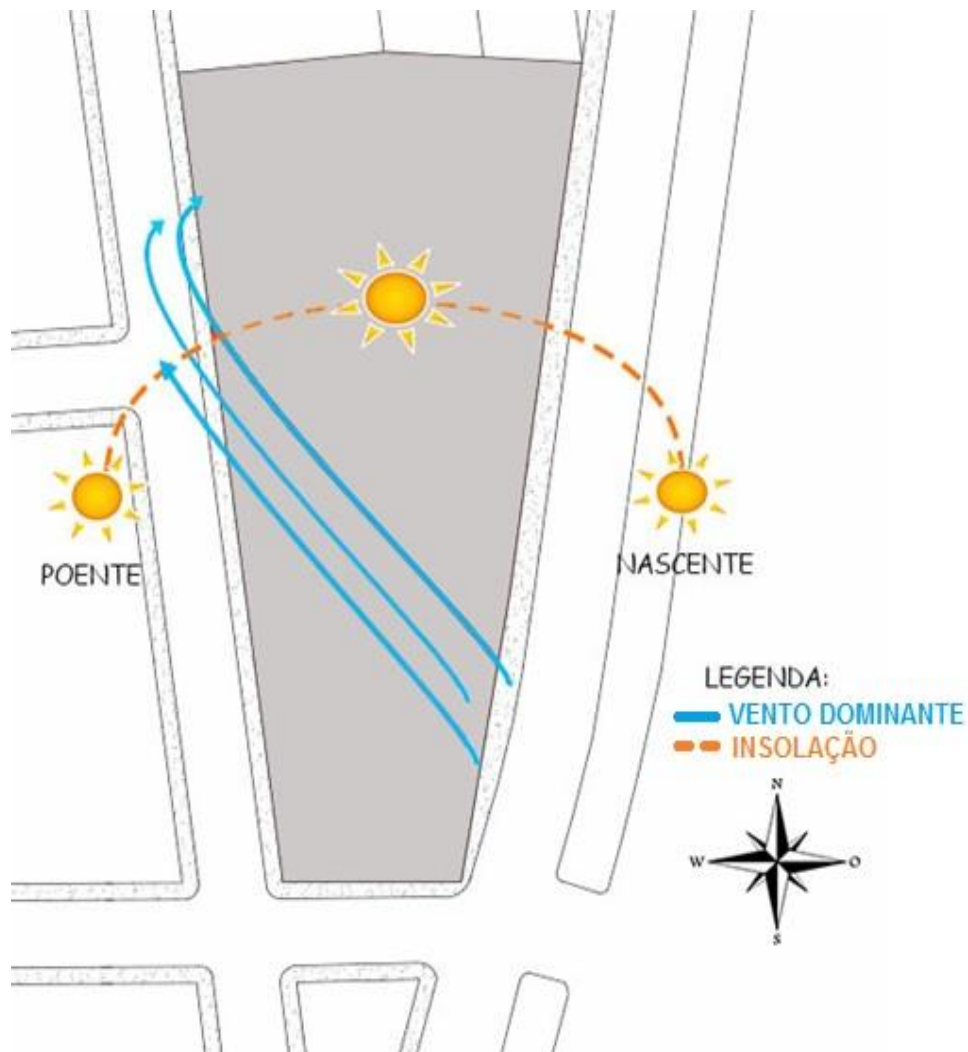 POENTE
NASCENTE
LEGENDA:
VENTO DOMINANTE
INSOLAÇÃO
N
W
O
S